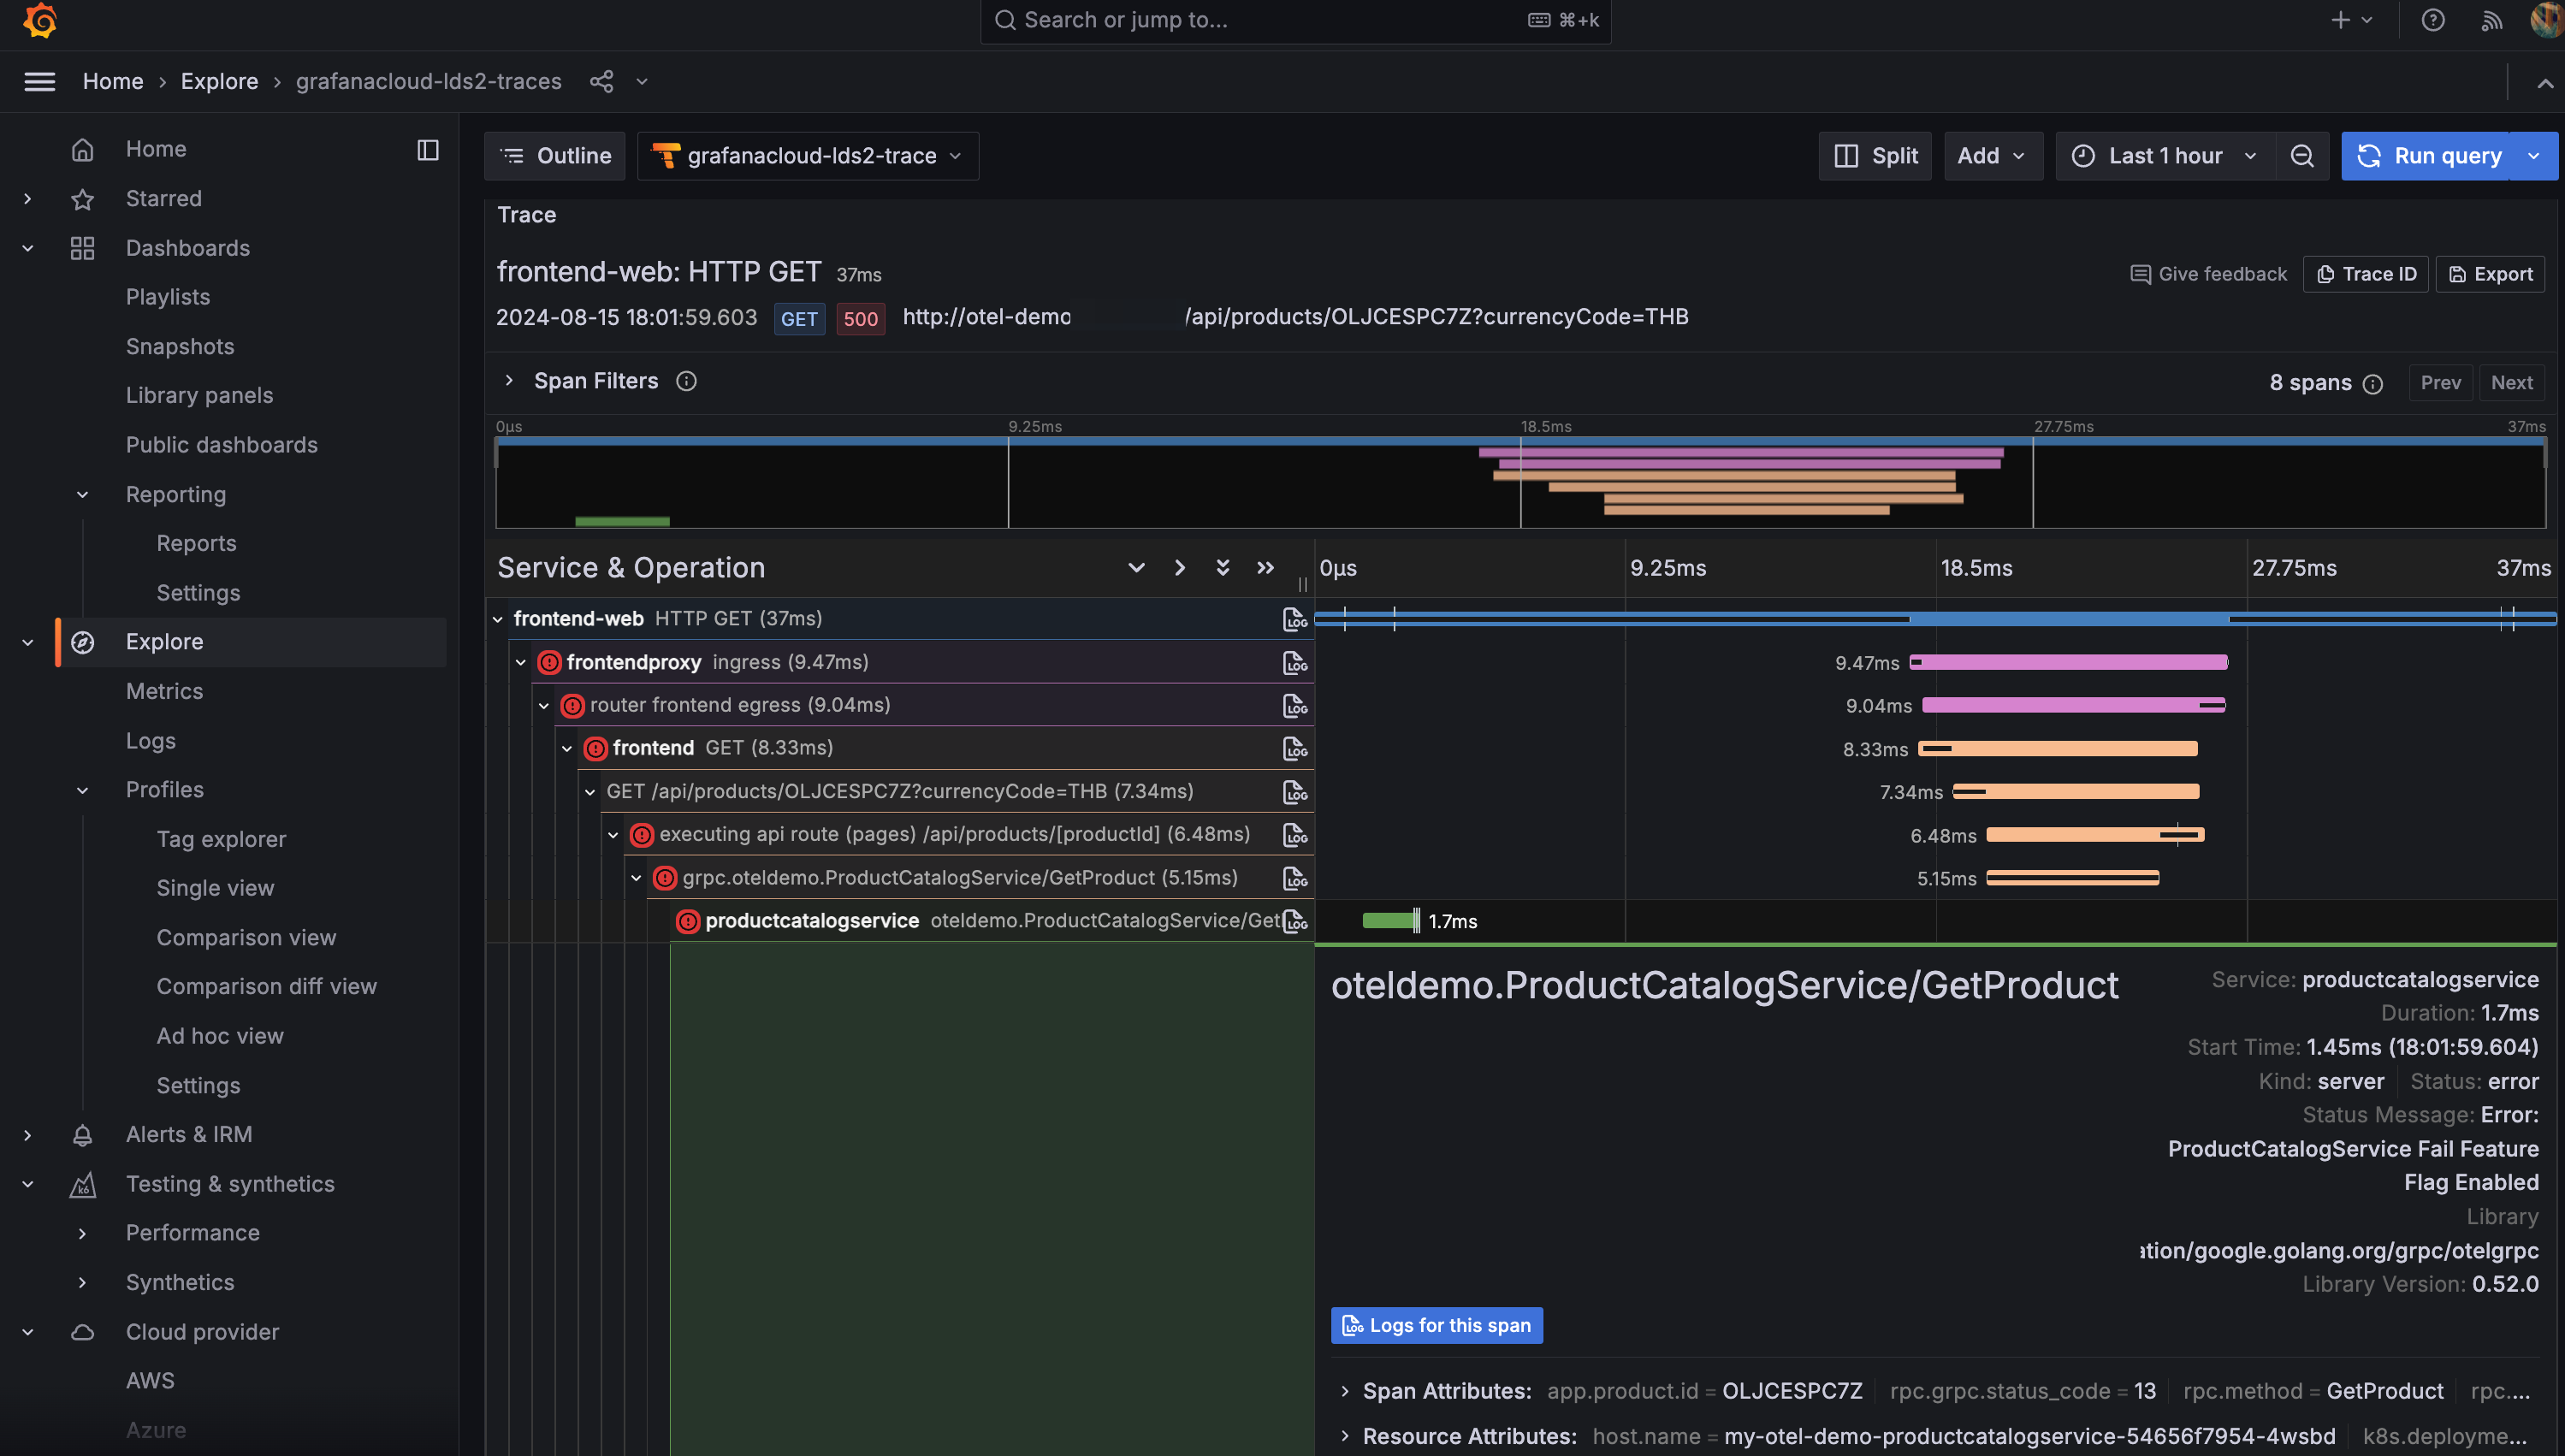 Search or jump to... ⌘+k
Home › Explore › grafanacloud-lds2-traces
Home
Starred
Dashboards
Playlists
Snapshots
Library panels
Public dashboards
Reporting
Reports
Settings
Explore
Metrics
Logs
Profiles
Tag explorer
Single view
Comparison view
Comparison diff view
Ad hoc view
Settings
Alerts & IRM
Testing & synthetics
Performance
Synthetics
Cloud provider
AWS
Azure
Outline grafanacloud-lds2-trace Split Add Last 1 hour Run query
Trace
frontend-web: HTTP GET 37ms
Give feedback Trace ID Export
2024-08-15 18:01:59.603 GET 500 http://otel-demo /api/products/OLJCESPC7Z?currencyCode=THB
Span Filters 8 spans Prev Next
0µs 9.25ms 18.5ms 27.75ms 37ms
Service & Operation 0µs 9.25ms 18.5ms 27.75ms 37ms
frontend-web HTTP GET (37ms)
frontendproxy ingress (9.47ms) 9.47ms
router frontend egress (9.04ms) 9.04ms
frontend GET (8.33ms) 8.33ms
GET /api/products/OLJCESPC7Z?currencyCode=THB (7.34ms) 7.34ms
executing api route (pages) /api/products/[productId] (6.48ms) 6.48ms
grpc.oteldemo.ProductCatalogService/GetProduct (5.15ms) 5.15ms
productcatalogservice oteldemo.ProductCatalogService/Get 1.7ms
oteldemo.ProductCatalogService/GetProduct
Service: productcatalogservice
Duration: 1.7ms
Start Time: 1.45ms (18:01:59.604)
Kind: server Status: error
Status Message: Error:
ProductCatalogService Fail Feature
Flag Enabled
Library
ation/google.golang.org/grpc/otelgrpc
Library Version: 0.52.0
Logs for this span
Span Attributes: app.product.id = OLJCESPC7Z rpc.grpc.status_code = 13 rpc.method = GetProduct rpc....
Resource Attributes: host.name = my-otel-demo-productcatalogservice-54656f7954-4wsbd k8s.deployme...